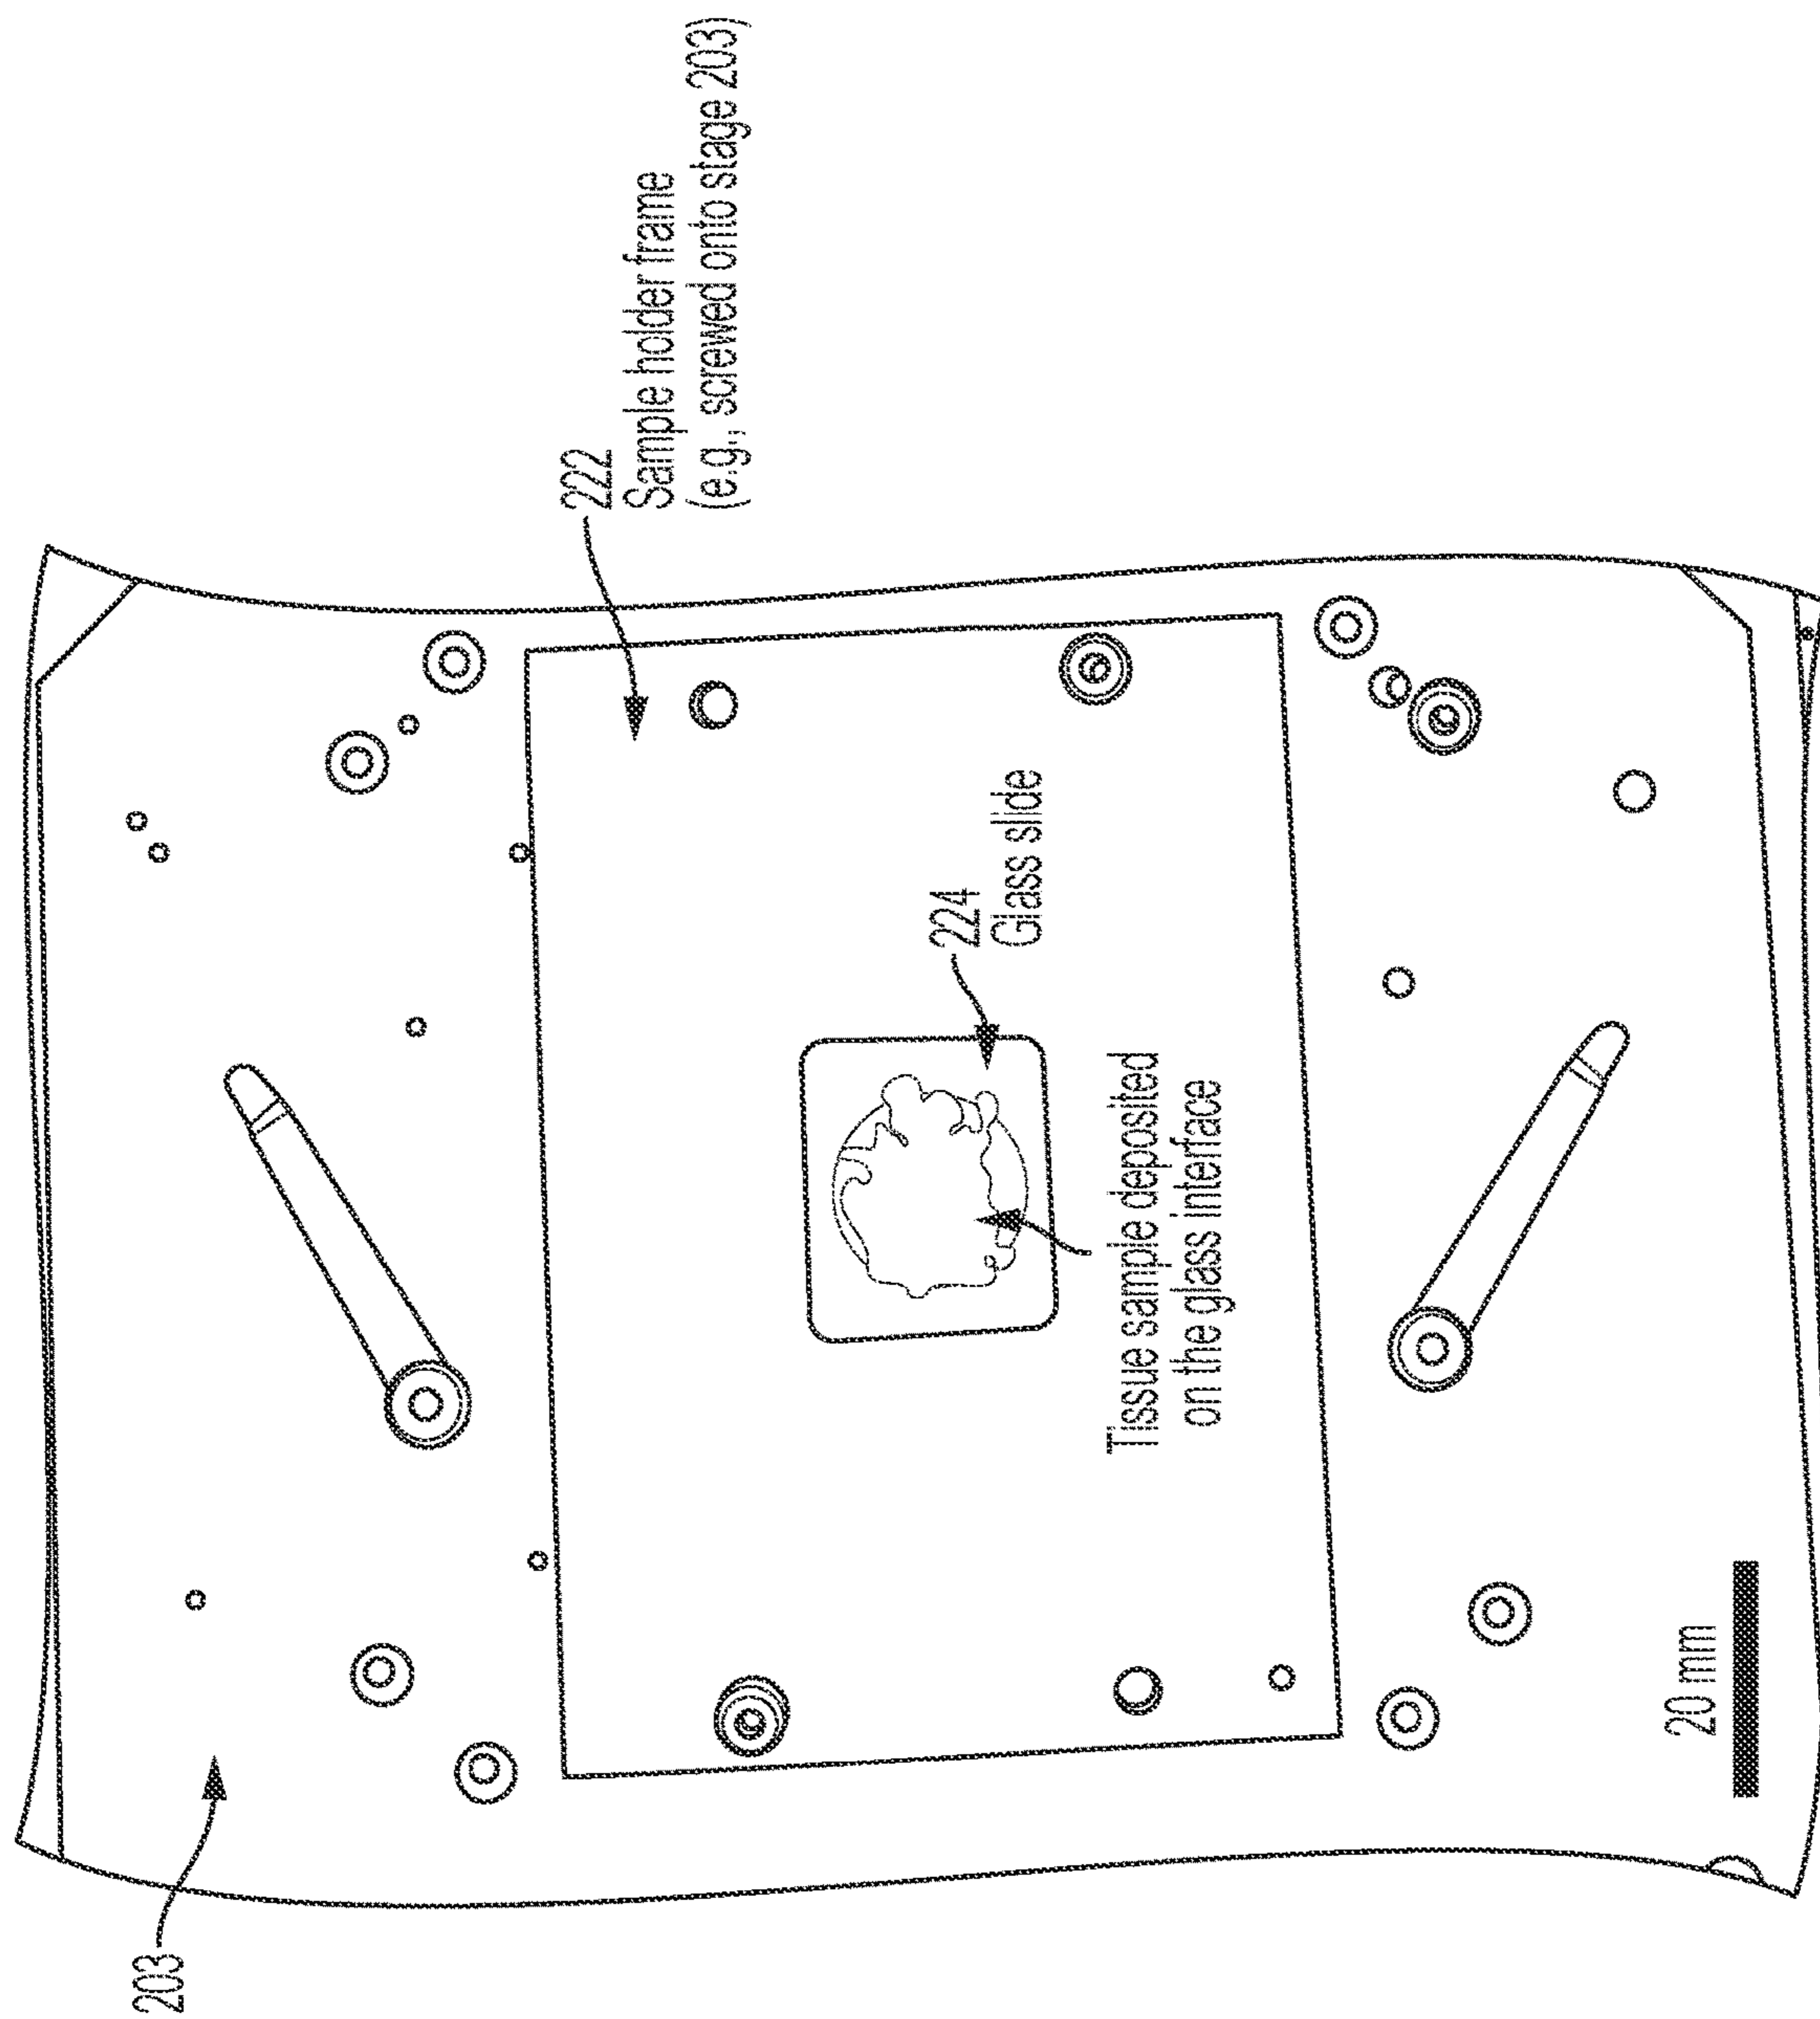 222
Sample holder frame
(e.g., screwed onto stage 203)
224
Glass slide
Tissue sample deposited
on the glass interface
203
20 mm